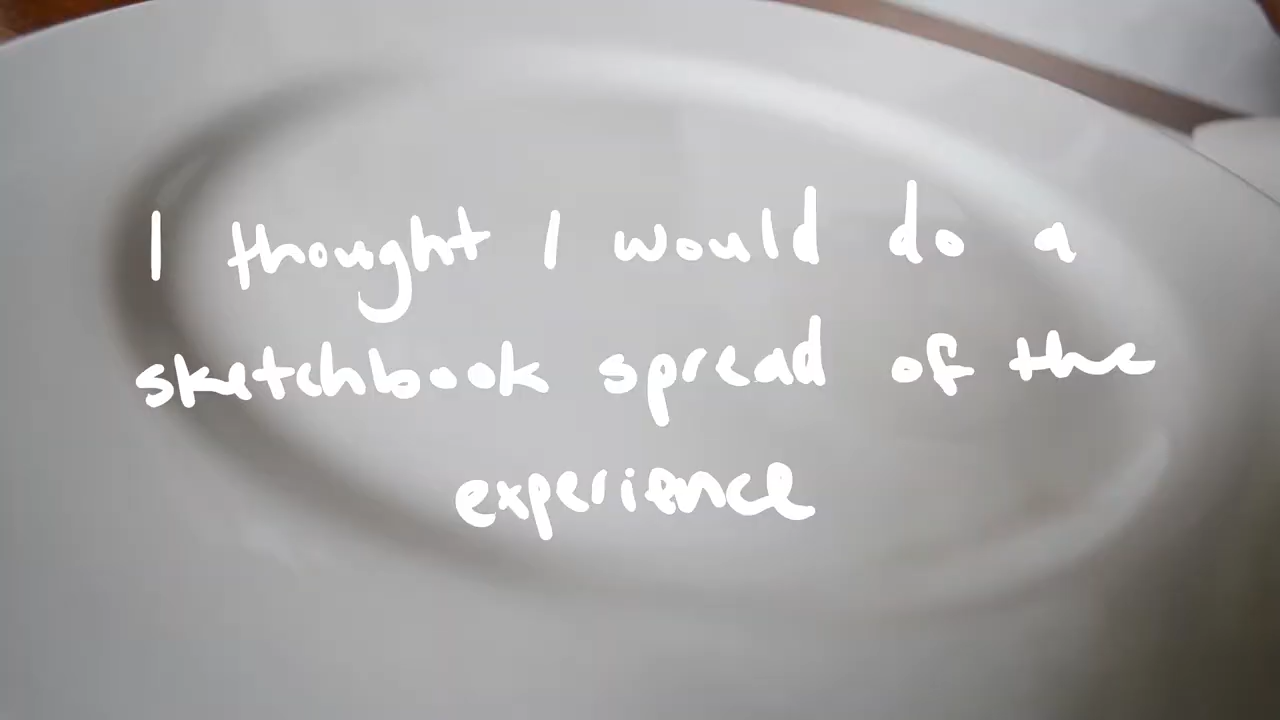 I thought I would do a
sketchbook spread of the
experience